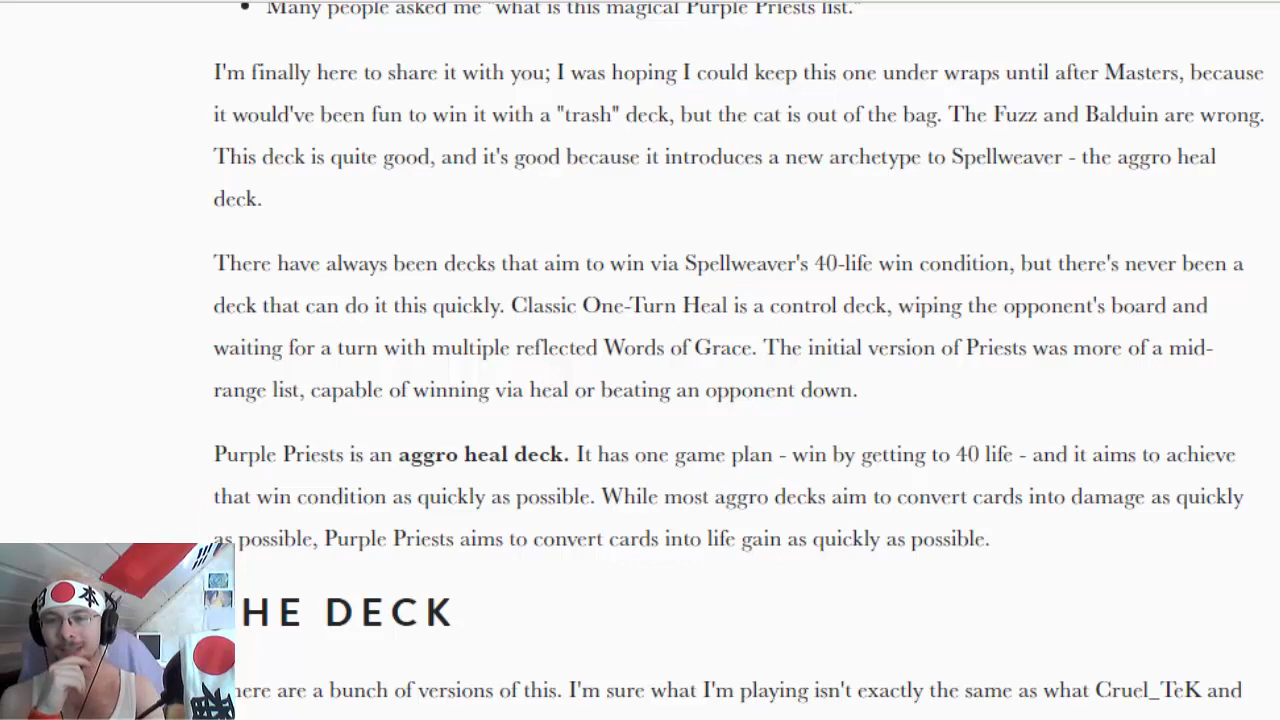 Many people asked me "what is this magical Purple Priests list."
I'm finally here to share it with you; I was hoping I could keep this one under wraps until after Masters, because
it would've been fun to win it with a "trash" deck, but the cat is out of the bag. The Fuzz and Balduin are wrong.
This deck is quite good, and it's good because it introduces a new archetype to Spellweaver - the aggro heal
deck.
There have always been decks that aim to win via Spellweaver's 40-life win condition, but there's never been a
deck that can do it this quickly. Classic One-Turn Heal is a control deck, wiping the opponent's board and
waiting for a turn with multiple reflected Words of Grace. The initial version of Priests was more of a mid-
range list, capable of winning via heal or beating an opponent down.
Purple Priests is an aggro heal deck. It has one game plan - win by getting to 40 life - and it aims to achieve
that win condition as quickly as possible. While most aggro decks aim to convert cards into damage as quickly
as possible, Purple Priests aims to convert cards into life gain as quickly as possible.
HE DECK
here are a bunch of versions of this. I'm sure what I'm playing isn't exactly the same as what Cruel_TeK and
本